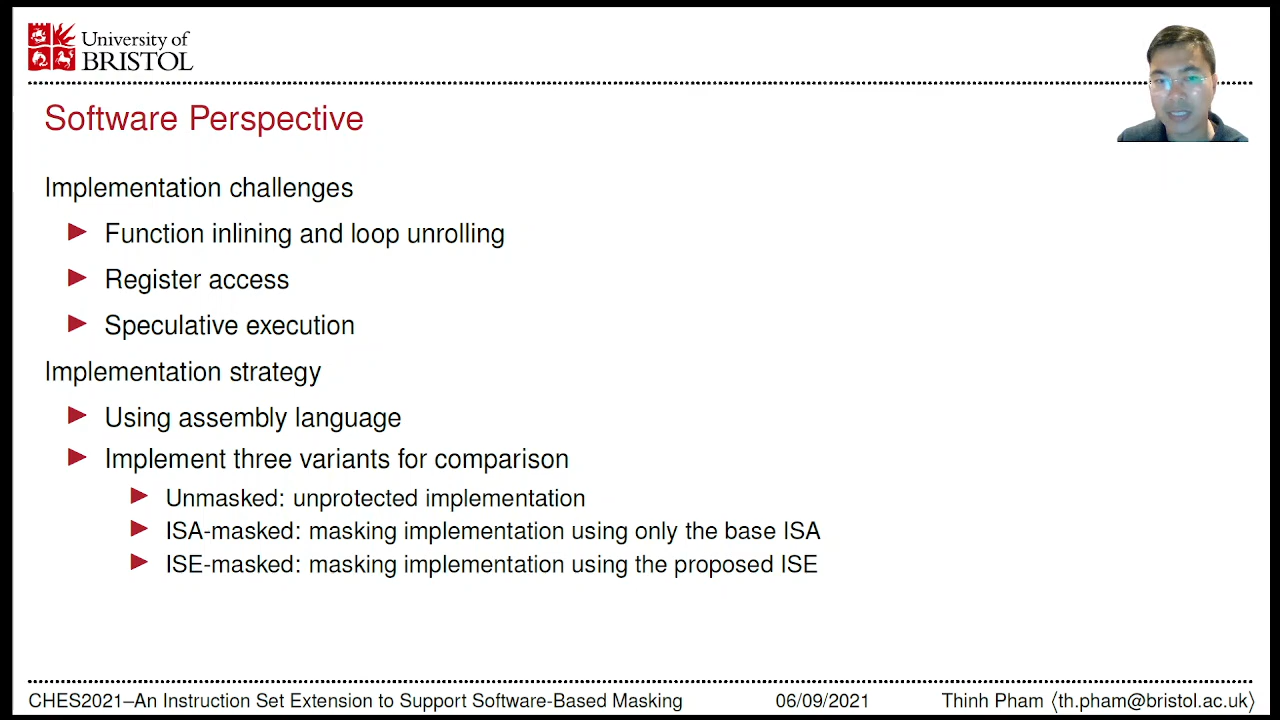 University of
BRISTOL
Software Perspective
Implementation challenges
Function inlining and loop unrolling
Register access
Speculative execution
Implementation strategy
Using assembly language
Implement three variants for comparison
Unmasked: unprotected implementation
ISA-masked: masking implementation using only the base ISA
ISE-masked: masking implementation using the proposed ISE
CHES2021–An Instruction Set Extension to Support Software-Based Masking 06/09/2021 Thinh Pham ⟨th.pham@bristol.ac.uk⟩